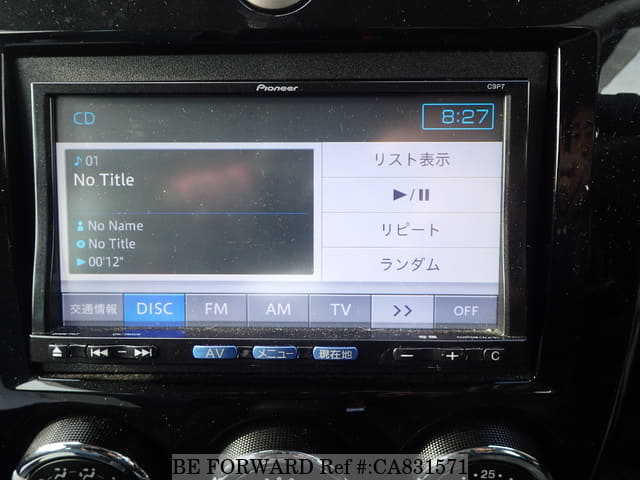 Pioneer C9P7
CD 8:27
♪ 01
No Title
No Name
No Title
00'12"
リスト表示
▶/II
リピート
ランダム
交通情報 DISC FM AM TV >> OFF
AV メニュー 現在地 − + C
25
BE FORWARD Ref #:CA831571